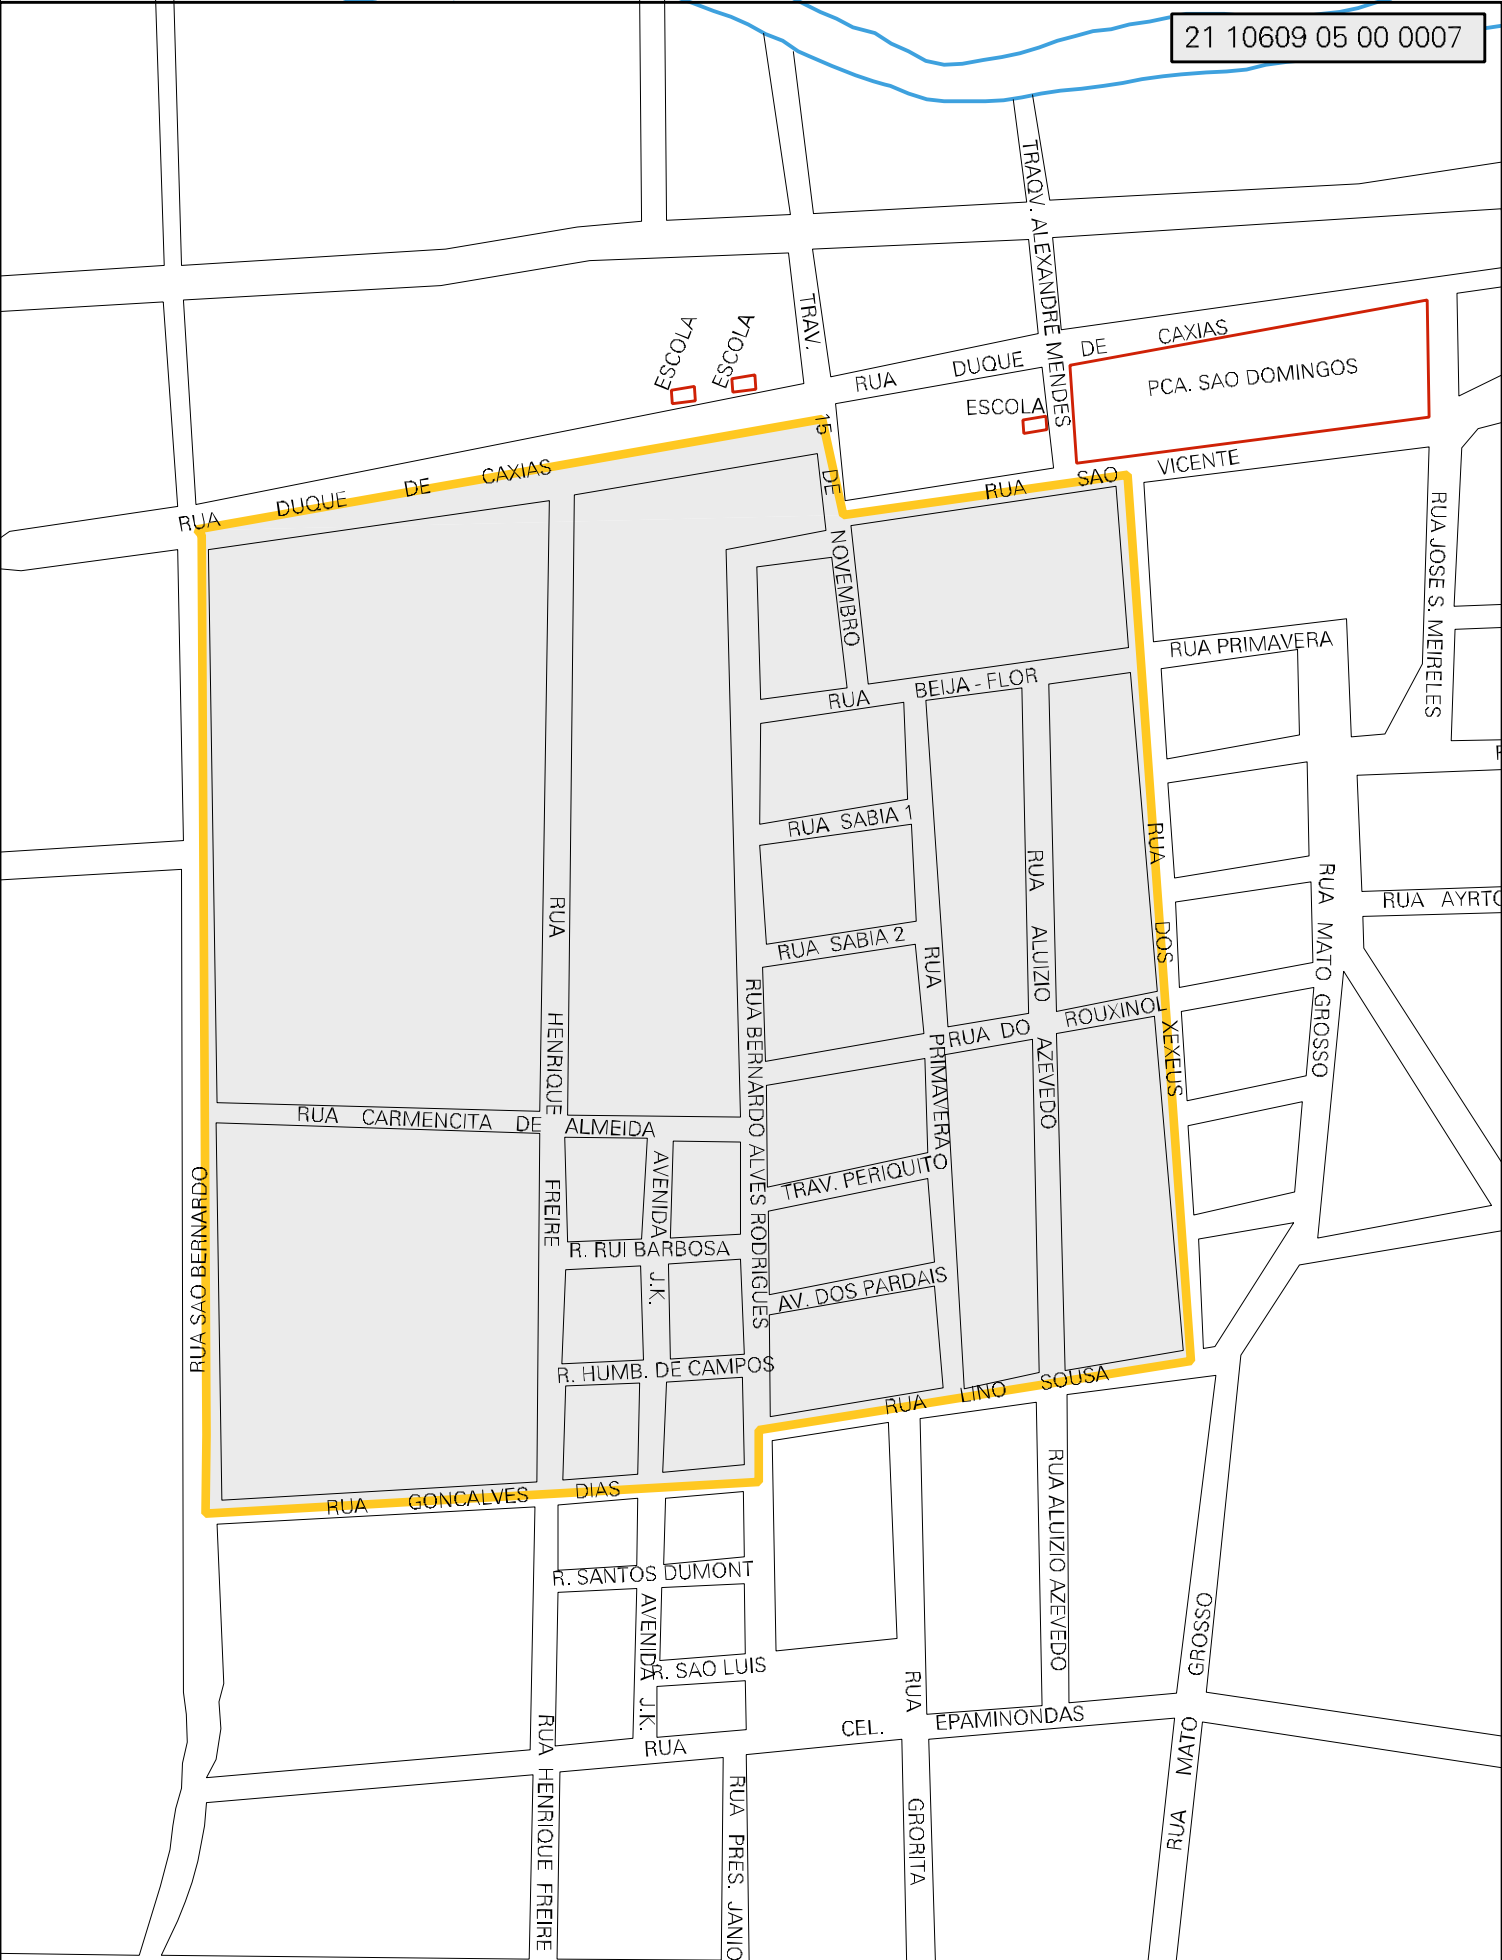 21 10609 05 00 0007
TRAQV. ALEXANDRE MENDES
TRAV. 15 DE NOVEMBRO
ESCOLA
ESCOLA
RUA DUQUE DE CAXIAS
PCA. SAO DOMINGOS
ESCOLA
RUA DUQUE DE CAXIAS
RUA SAO VICENTE
RUA JOSE S. MEIRELES
RUA PRIMAVERA
RUA BEIJA - FLOR
RUA SABIA 1
RUA SABIA 2
RUA ALUIZIO AZEVEDO
RUA DOS XEXEUS
RUA MATO GROSSO
RUA AYRTO
RUA HENRIQUE FREIRE
RUA BERNARDO ALVES RODRIGUES
RUA PRIMAVERA
RUA DO ROUXINOL
RUA CARMENCITA DE ALMEIDA
AVENIDA J.K.
TRAV. PERIQUITO
RUA SAO BERNARDO
R. RUI BARBOSA
AV. DOS PARDAIS
R. HUMB. DE CAMPOS
RUA LINO SOUSA
RUA GONCALVES DIAS
RUA ALUIZIO AZEVEDO
R. SANTOS DUMONT
AVENIDA J.K.
R. SAO LUIS
RUA CEL. EPAMINONDAS
RUA MATO GROSSO
RUA HENRIQUE FREIRE
RUA PRES. JANIO
RUA GRORITA